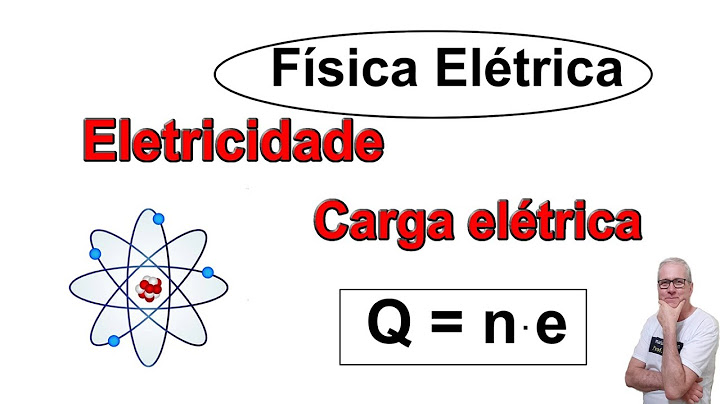 Física Elétrica
Eletricidade
Carga elétrica
Q = n · e